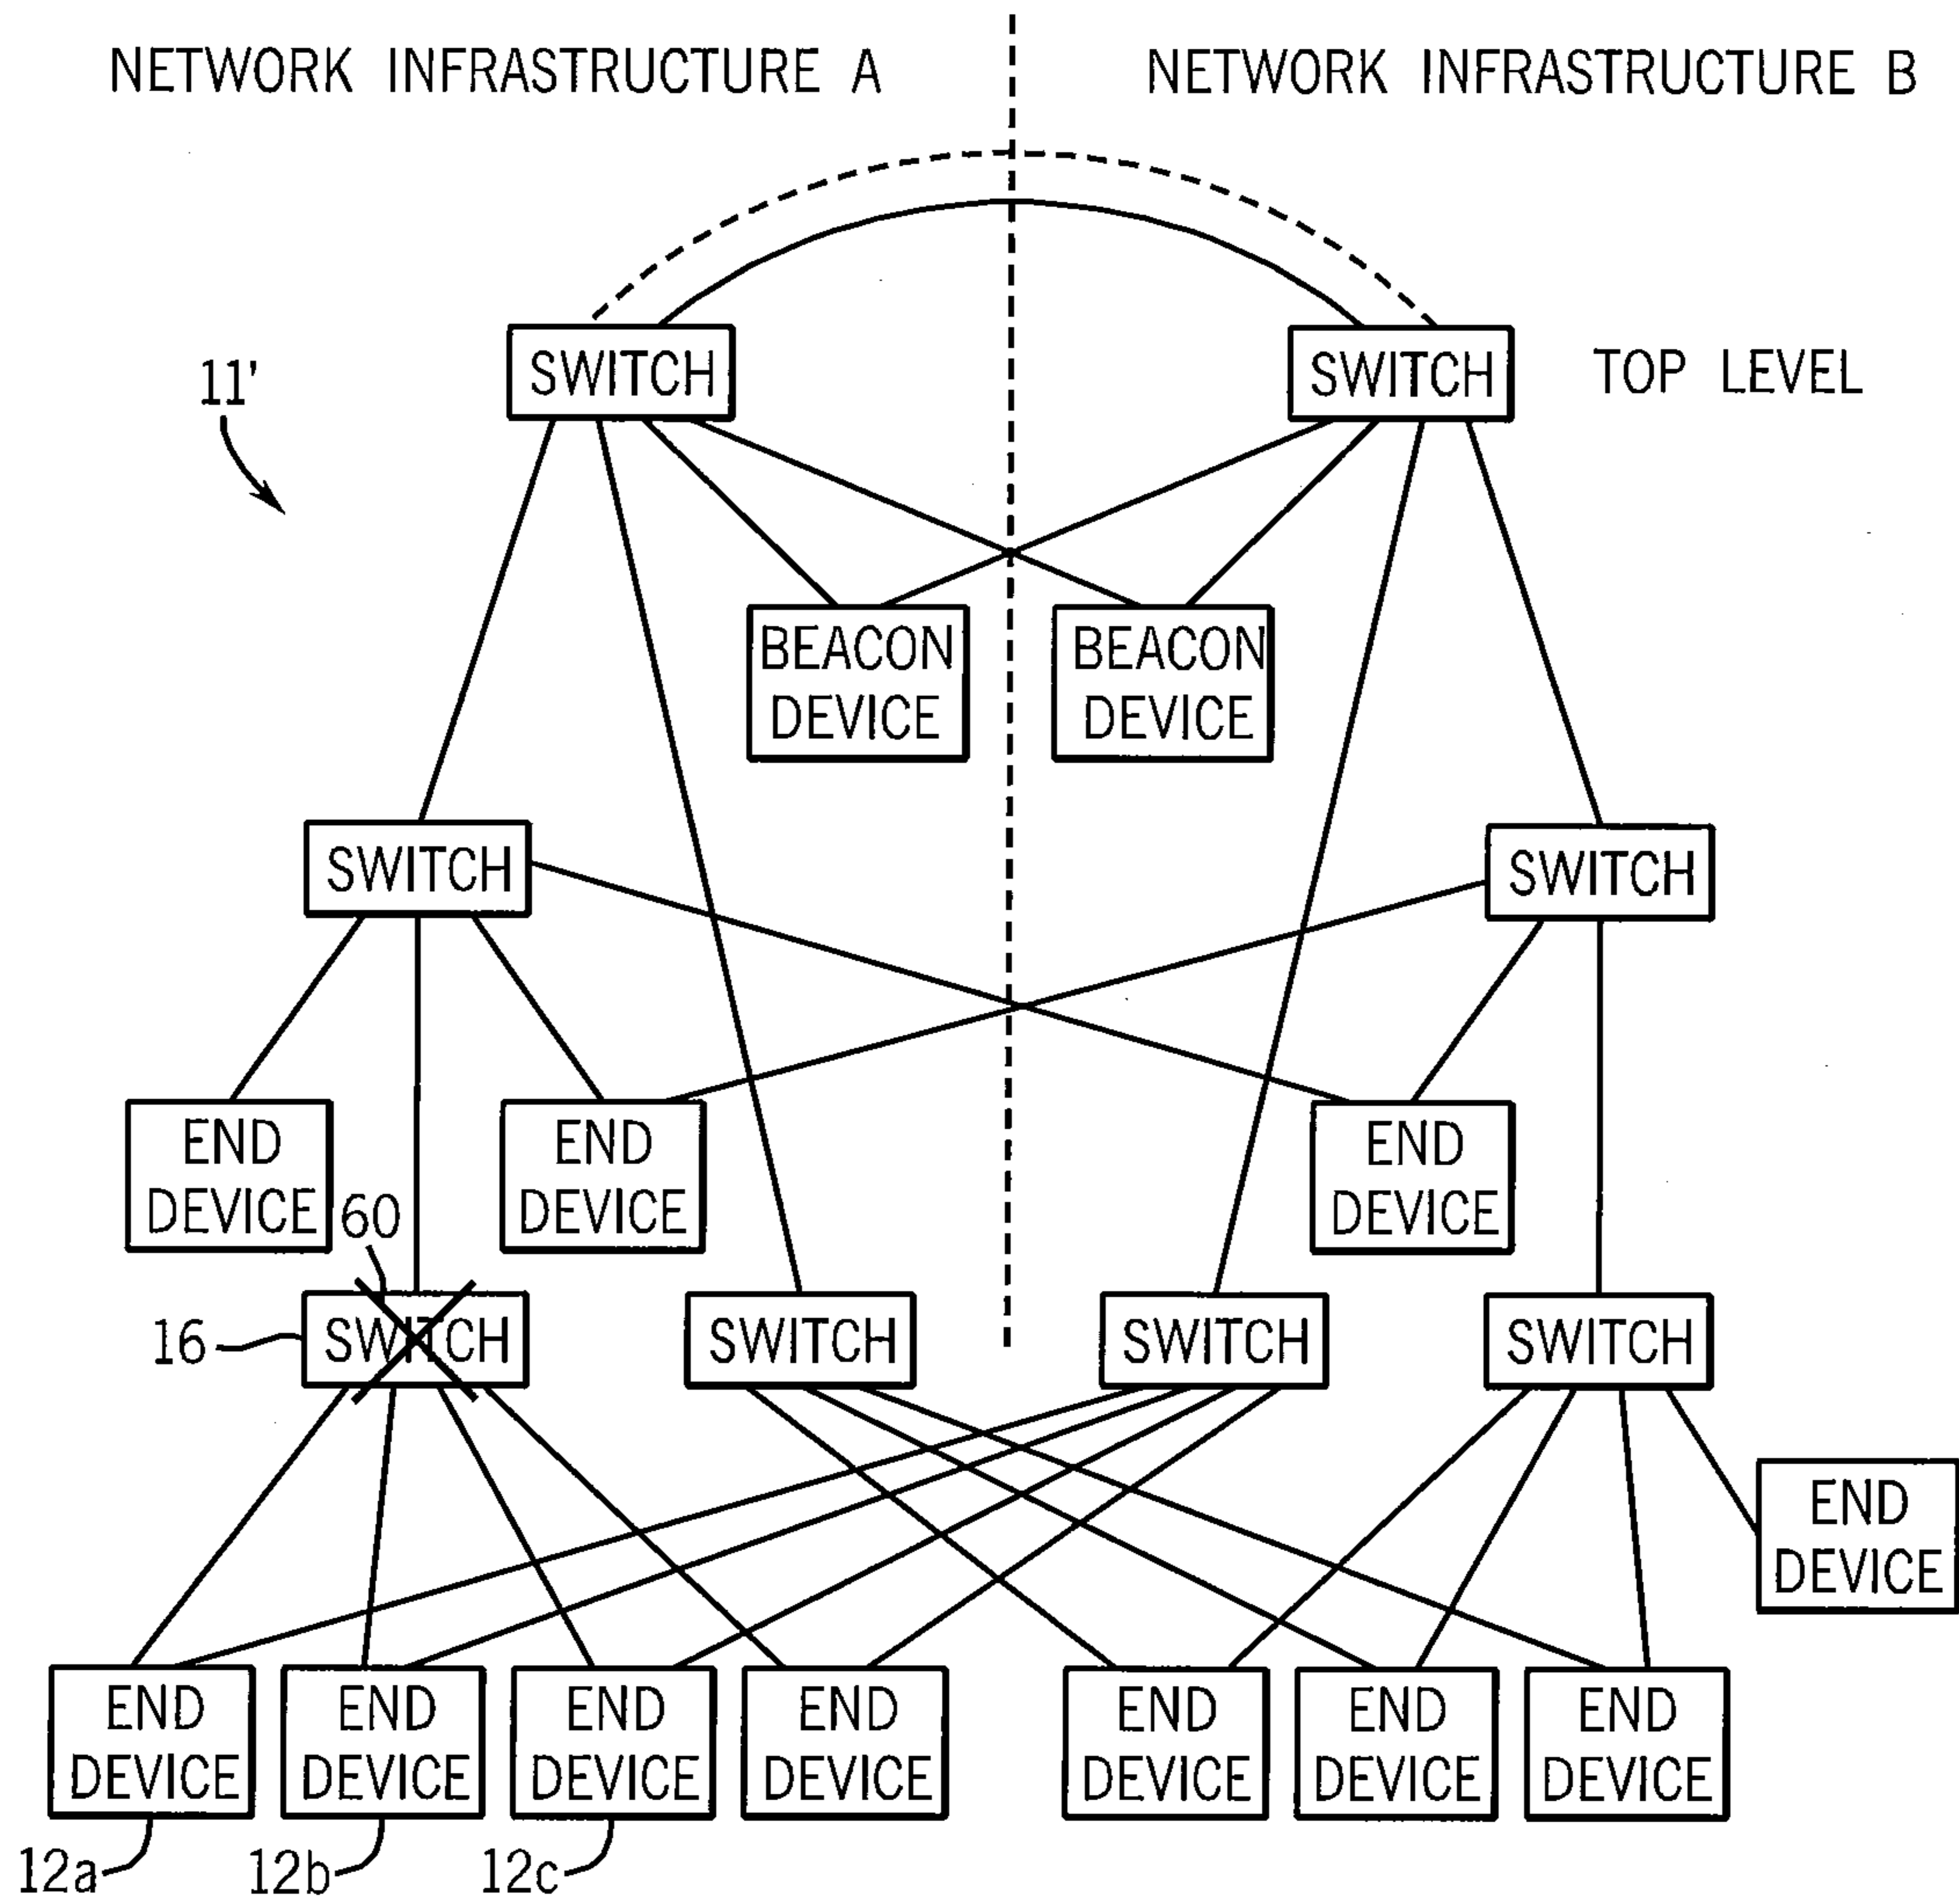 NETWORK INFRASTRUCTURE A
NETWORK INFRASTRUCTURE B
11'
SWITCH
SWITCH
TOP LEVEL
BEACON
DEVICE
BEACON
DEVICE
SWITCH
SWITCH
END
DEVICE
END
DEVICE
END
DEVICE
60
16
SWITCH
SWITCH
SWITCH
SWITCH
END
DEVICE
END
DEVICE
END
DEVICE
END
DEVICE
END
DEVICE
END
DEVICE
END
DEVICE
END
DEVICE
12a
12b
12c